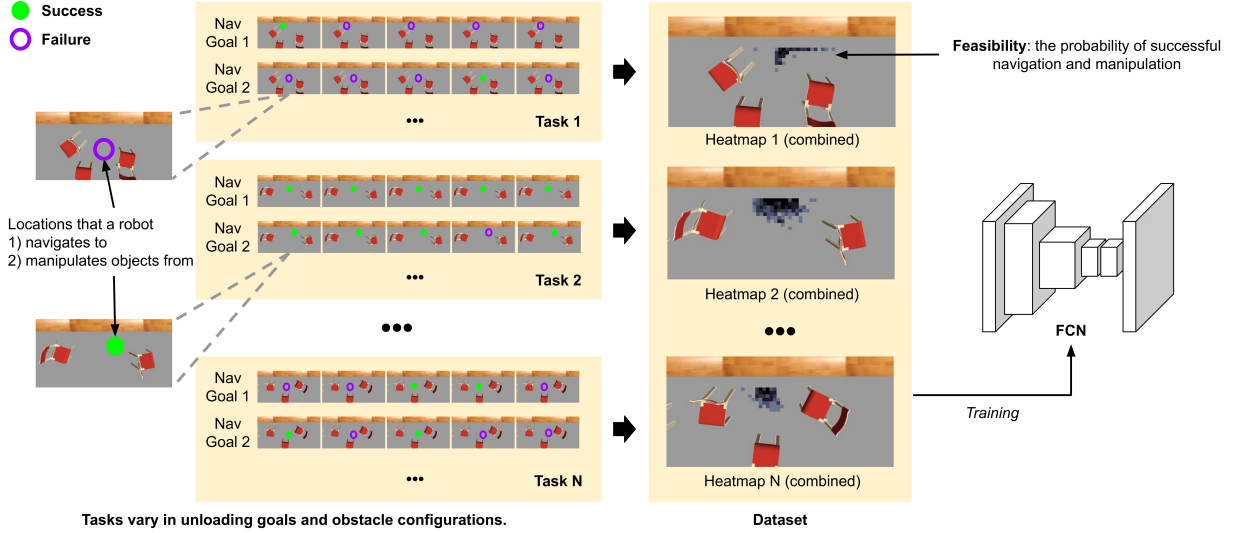 Success
Failure
Nav
Goal 1
Nav
Goal 2
•••
Task 1
Nav
Goal 1
Nav
Goal 2
•••
Task 2
•••
Nav
Goal 1
Nav
Goal 2
•••
Task N
Locations that a robot
1) navigates to
2) manipulates objects from
Tasks vary in unloading goals and obstacle configurations.
Heatmap 1 (combined)
Heatmap 2 (combined)
•••
Heatmap N (combined)
Dataset
Feasibility: the probability of successful
navigation and manipulation
FCN
Training